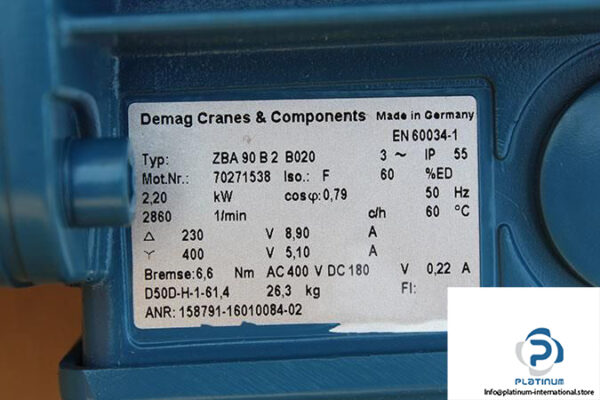 Demag Cranes & Components Made in Germany
EN 60034-1
Typ: ZBA 90 B 2 B020 3 ~ IP 55
Mot.Nr.: 70271538 Iso.: F 60 %ED
2,20 kW cosφ: 0,79 50 Hz
2860 1/min c/h 60 °C
Δ 230 V 8,90 A
Y 400 V 5,10 A
Bremse: 6,6 Nm AC 400 V DC 180 V 0,22 A
D50D-H-1-61,4 26,3 kg FI:
ANR: 158791-16010084-02
PLATINUM
Info@platinum-international.store